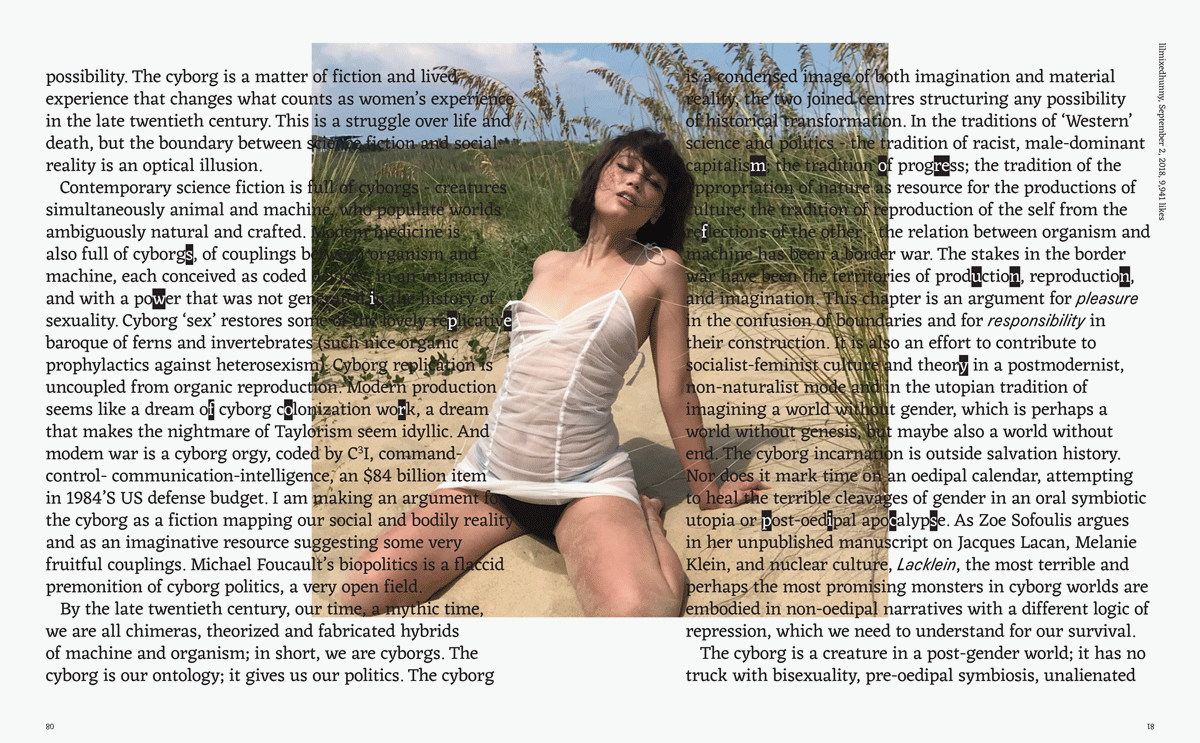 possibility. The cyborg is a matter of fiction and lived
experience that changes what counts as women’s experience
in the late twentieth century. This is a struggle over life and
death, but the boundary between science fiction and social
reality is an optical illusion.
Contemporary science fiction is full of cyborgs - creatures
simultaneously animal and machine, who populate worlds
ambiguously natural and crafted. Modern medicine is
also full of cyborgs, of couplings between organism and
machine, each conceived as coded devices, in an intimacy
and with a power that was not generated in the history of
sexuality. Cyborg ‘sex’ restores some of the lovely replicative
baroque of ferns and invertebrates (such nice organic
prophylactics against heterosexism). Cyborg replication is
uncoupled from organic reproduction. Modern production
seems like a dream of cyborg colonization work, a dream
that makes the nightmare of Taylorism seem idyllic. And
modem war is a cyborg orgy, coded by C³I, command-
control- communication-intelligence, an $84 billion item
in 1984’S US defense budget. I am making an argument for
the cyborg as a fiction mapping our social and bodily reality
and as an imaginative resource suggesting some very
fruitful couplings. Michael Foucault’s biopolitics is a flaccid
premonition of cyborg politics, a very open field.
By the late twentieth century, our time, a mythic time,
we are all chimeras, theorized and fabricated hybrids
of machine and organism; in short, we are cyborgs. The
cyborg is our ontology; it gives us our politics. The cyborg
80
is a condensed image of both imagination and material
reality, the two joined centres structuring any possibility
of historical transformation. In the traditions of ‘Western’
science and politics - the tradition of racist, male-dominant
capitalism; the tradition of progress; the tradition of the
appropriation of nature as resource for the productions of
culture; the tradition of reproduction of the self from the
reflections of the other - the relation between organism and
machine has been a border war. The stakes in the border
war have been the territories of production, reproduction,
and imagination. This chapter is an argument for pleasure
in the confusion of boundaries and for responsibility in
their construction. It is also an effort to contribute to
socialist-feminist culture and theory in a postmodernist,
non-naturalist mode and in the utopian tradition of
imagining a world without gender, which is perhaps a
world without genesis, but maybe also a world without
end. The cyborg incarnation is outside salvation history.
Nor does it mark time on an oedipal calendar, attempting
to heal the terrible cleavages of gender in an oral symbiotic
utopia or post-oedipal apocalypse. As Zoe Sofoulis argues
in her unpublished manuscript on Jacques Lacan, Melanie
Klein, and nuclear culture, Lacklein, the most terrible and
perhaps the most promising monsters in cyborg worlds are
embodied in non-oedipal narratives with a different logic of
repression, which we need to understand for our survival.
The cyborg is a creature in a post-gender world; it has no
truck with bisexuality, pre-oedipal symbiosis, unalienated
lilmixedhunny, September 2, 2018, 9,941 likes
81